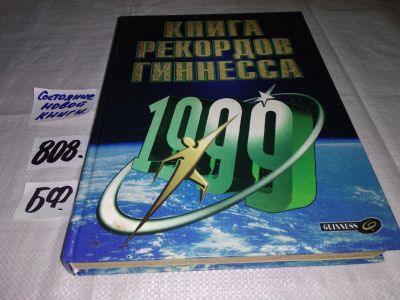 КНИГА
РЕКОРДОВ
ГИННЕССА
1999
GUINNESS
Состояние
новой
книги.
808.
БФ.